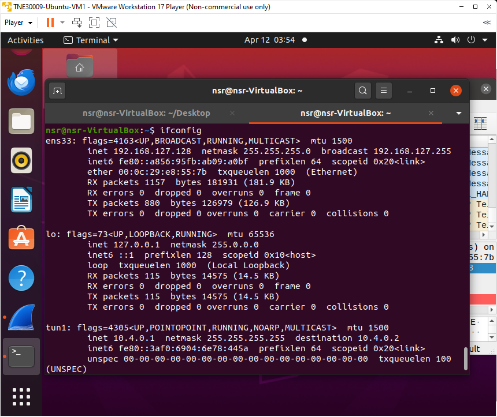 TNE30009-Ubuntu-VM1 - VMware Workstation 17 Player (Non-commercial use only)
Player
Activities
Terminal
Apr 12 03:54
nsr@nsr-VirtualBox: ~
nsr@nsr-VirtualBox: ~/Desktop
nsr@nsr-VirtualBox: ~
nsr@nsr-VirtualBox:~$ ifconfig
ens33: flags=4163<UP,BROADCAST,RUNNING,MULTICAST> mtu 1500
inet 192.168.127.128 netmask 255.255.255.0 broadcast 192.168.127.255
inet6 fe80::a856:95fb:ab09:a0bf prefixlen 64 scopeid 0x20<link>
ether 00:0c:29:e8:55:7b txqueuelen 1000 (Ethernet)
RX packets 1157 bytes 181931 (181.9 KB)
RX errors 0 dropped 0 overruns 0 frame 0
TX packets 880 bytes 126979 (126.9 KB)
TX errors 0 dropped 0 overruns 0 carrier 0 collisions 0
lo: flags=73<UP,LOOPBACK,RUNNING> mtu 65536
inet 127.0.0.1 netmask 255.0.0.0
inet6 ::1 prefixlen 128 scopeid 0x10<host>
loop txqueuelen 1000 (Local Loopback)
RX packets 115 bytes 14575 (14.5 KB)
RX errors 0 dropped 0 overruns 0 frame 0
TX packets 115 bytes 14575 (14.5 KB)
TX errors 0 dropped 0 overruns 0 carrier 0 collisions 0
tun1: flags=4305<UP,POINTOPOINT,RUNNING,NOARP,MULTICAST> mtu 1500
inet 10.4.0.1 netmask 255.255.255.255 destination 10.4.0.2
inet6 fe80::3af0:6904:6e78:445a prefixlen 64 scopeid 0x20<link>
unspec 00-00-00-00-00-00-00-00-00-00-00-00-00-00-00-00 txqueuelen 100
(UNSPEC)